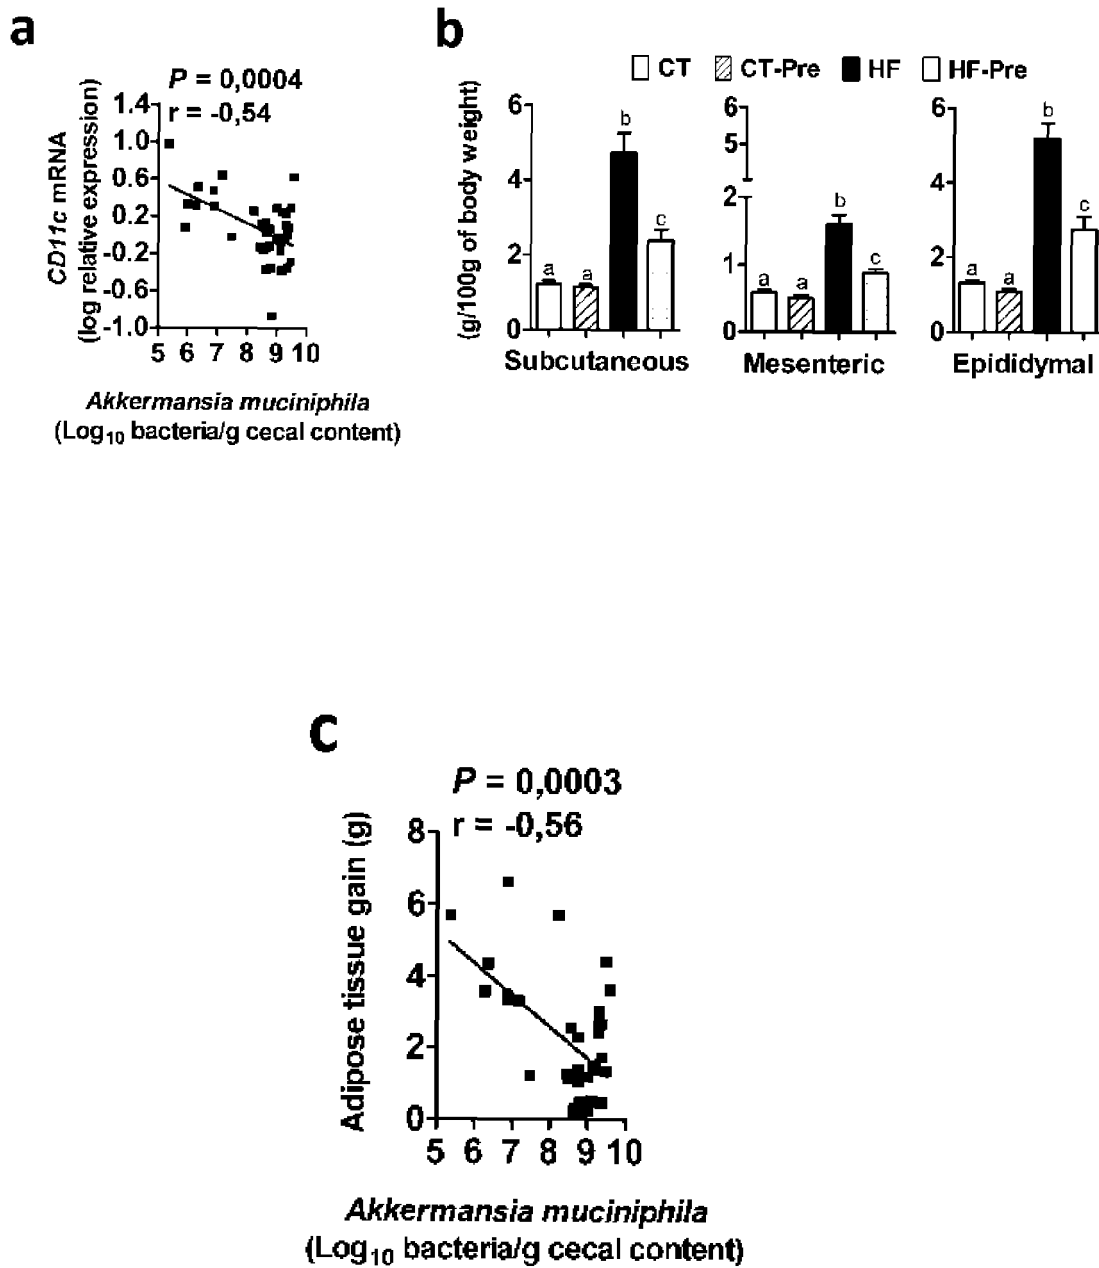 a
P = 0,0004
r = -0,54
CD11c mRNA
(log relative expression)
1.4
1.0
0.6
0.2
-0.2
-0.6
-1.0
5 6 7 8 9 10
Akkermansia muciniphila
(Log10 bacteria/g cecal content)
b
CT CT-Pre HF HF-Pre
(g/100g of body weight)
6
4
2
0
a a b c
Subcutaneous
6
5
2
1
0
a a b c
Mesenteric
6
4
2
0
a a b c
Epididymal
c
P = 0,0003
r = -0,56
Adipose tissue gain (g)
8
6
4
2
0
5 6 7 8 9 10
Akkermansia muciniphila
(Log10 bacteria/g cecal content)